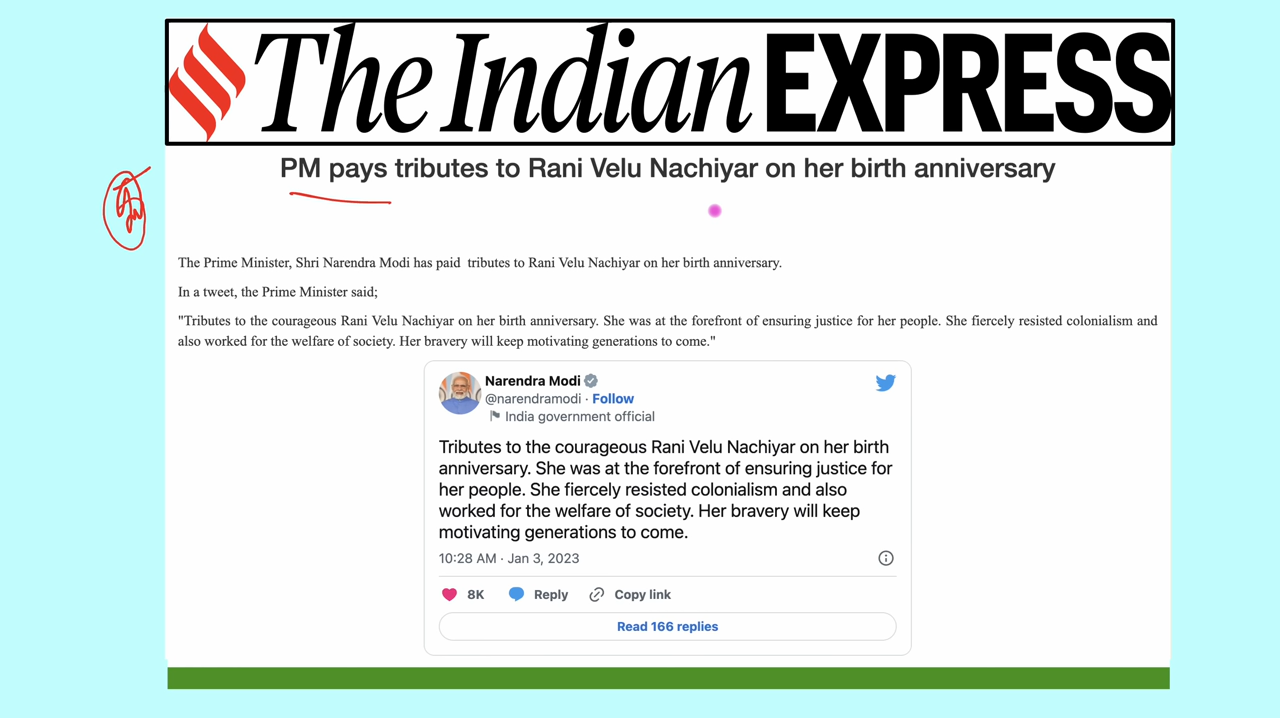 The Indian EXPRESS
PM pays tributes to Rani Velu Nachiyar on her birth anniversary
The Prime Minister, Shri Narendra Modi has paid tributes to Rani Velu Nachiyar on her birth anniversary.
In a tweet, the Prime Minister said;
"Tributes to the courageous Rani Velu Nachiyar on her birth anniversary. She was at the forefront of ensuring justice for her people. She fiercely resisted colonialism and
also worked for the welfare of society. Her bravery will keep motivating generations to come."
Narendra Modi
@narendramodi · Follow
India government official
Tributes to the courageous Rani Velu Nachiyar on her birth
anniversary. She was at the forefront of ensuring justice for
her people. She fiercely resisted colonialism and also
worked for the welfare of society. Her bravery will keep
motivating generations to come.
10:28 AM · Jan 3, 2023
8K Reply Copy link
Read 166 replies